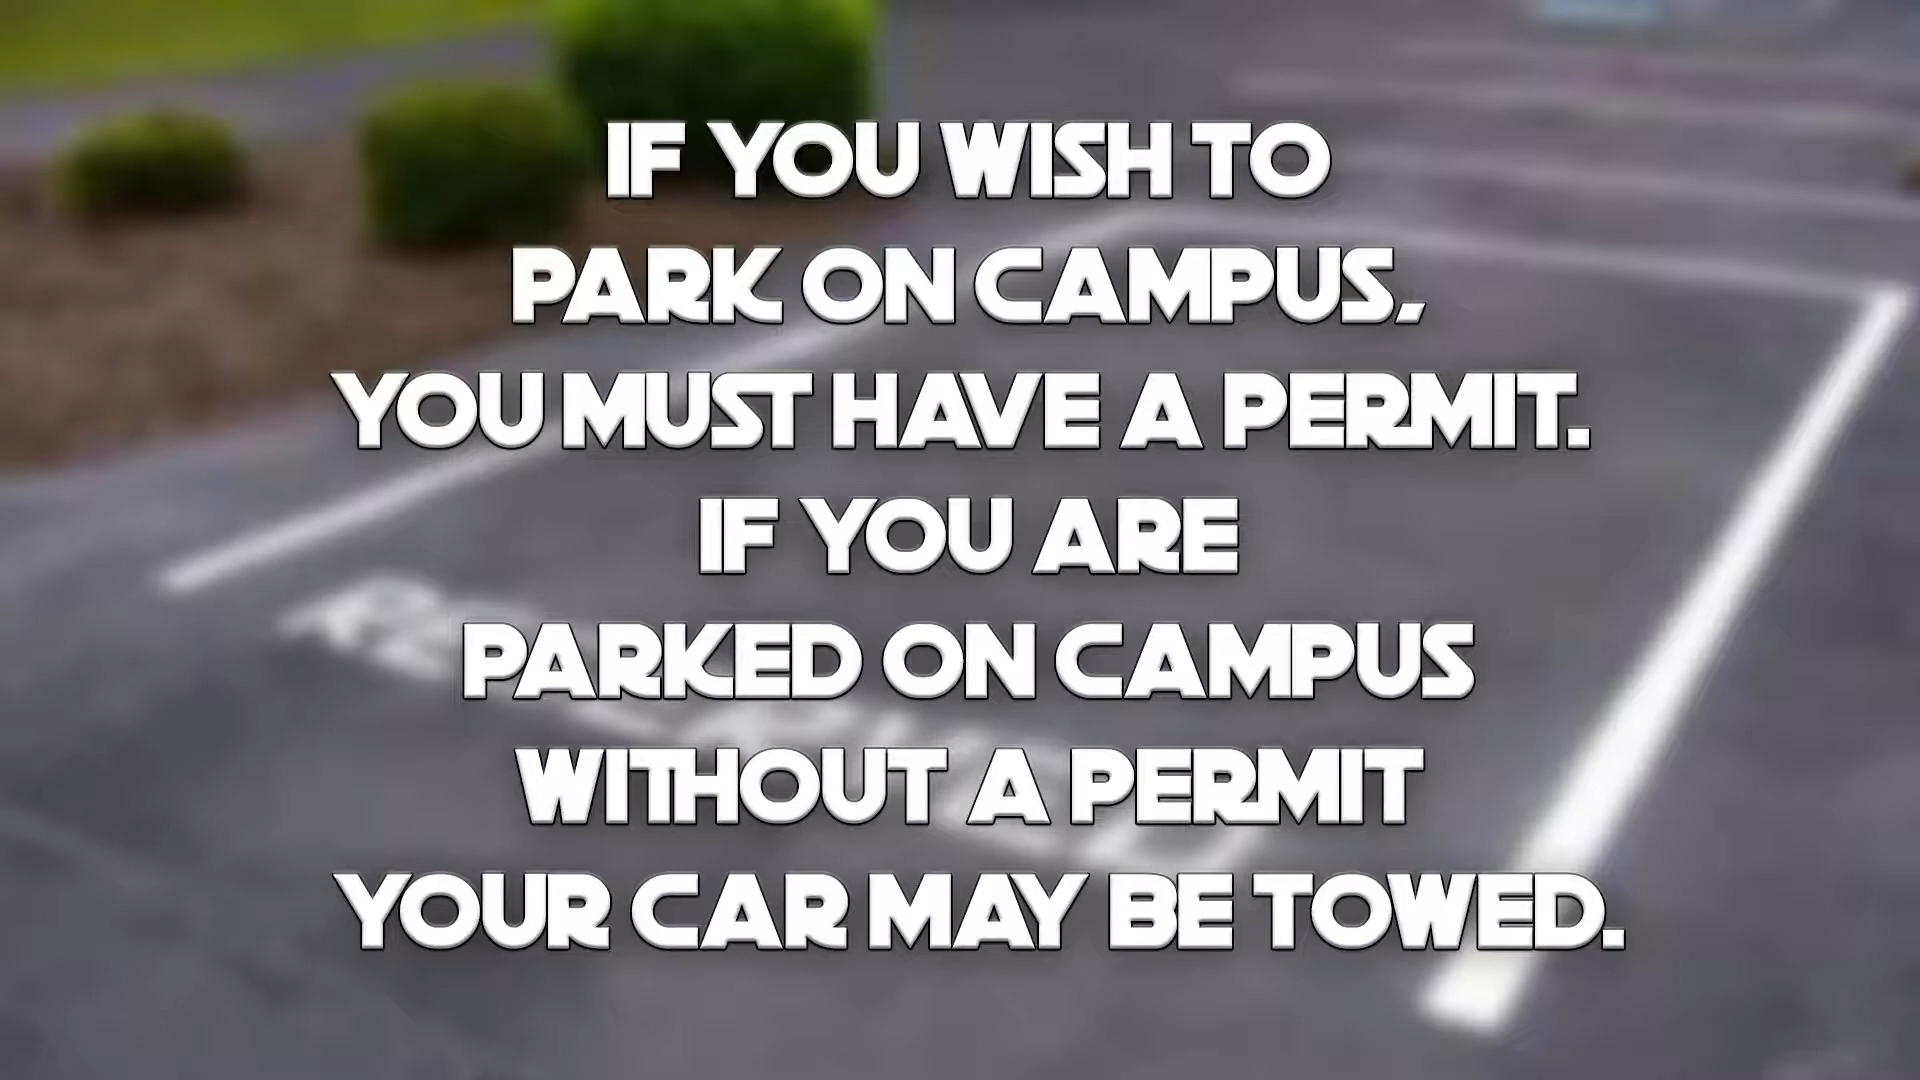 IF YOU WISH TO
PARK ON CAMPUS,
YOU MUST HAVE A PERMIT.
IF YOU ARE
PARKED ON CAMPUS
WITHOUT A PERMIT
YOUR CAR MAY BE TOWED.